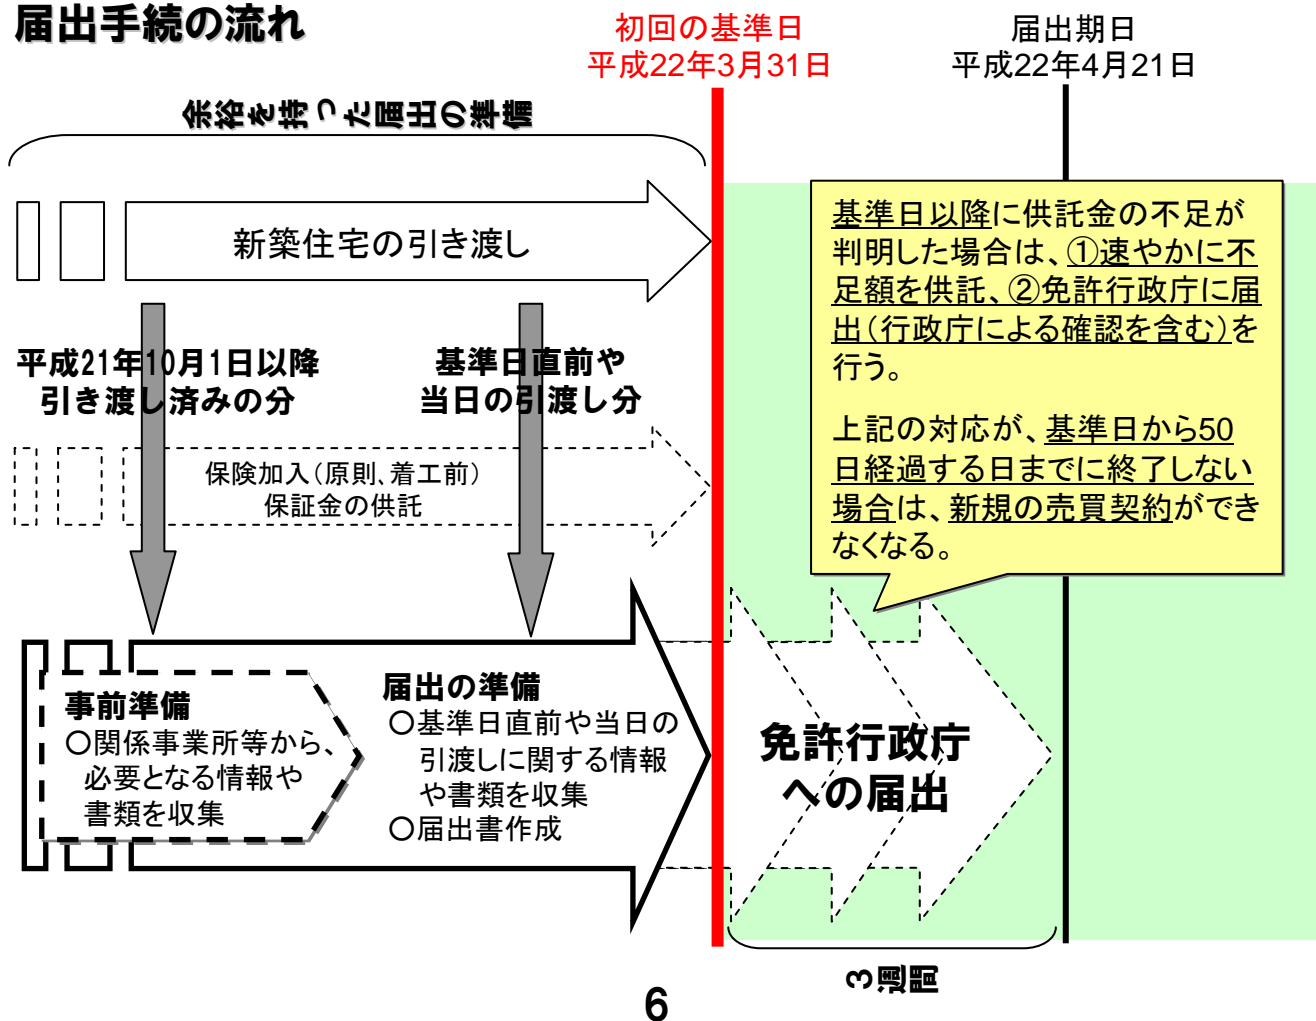 届出手続の流れ
初回の基準日
平成22年3月31日
届出期日
平成22年4月21日
余裕を持った届出の準備
新築住宅の引き渡し
平成21年10月1日以降
引き渡し済みの分
基準日直前や
当日の引渡し分
保険加入(原則、着工前)
保証金の供託
基準日以降に供託金の不足が
判明した場合は、①速やかに不
足額を供託、②免許行政庁に届
出(行政庁による確認を含む)を
行う。
上記の対応が、基準日から50
日経過する日までに終了しない
場合は、新規の売買契約ができ
なくなる。
事前準備
○関係事業所等から、
必要となる情報や
書類を収集
届出の準備
○基準日直前や当日の
引渡しに関する情報
や書類を収集
○届出書作成
免許行政庁
への届出
3週間
6